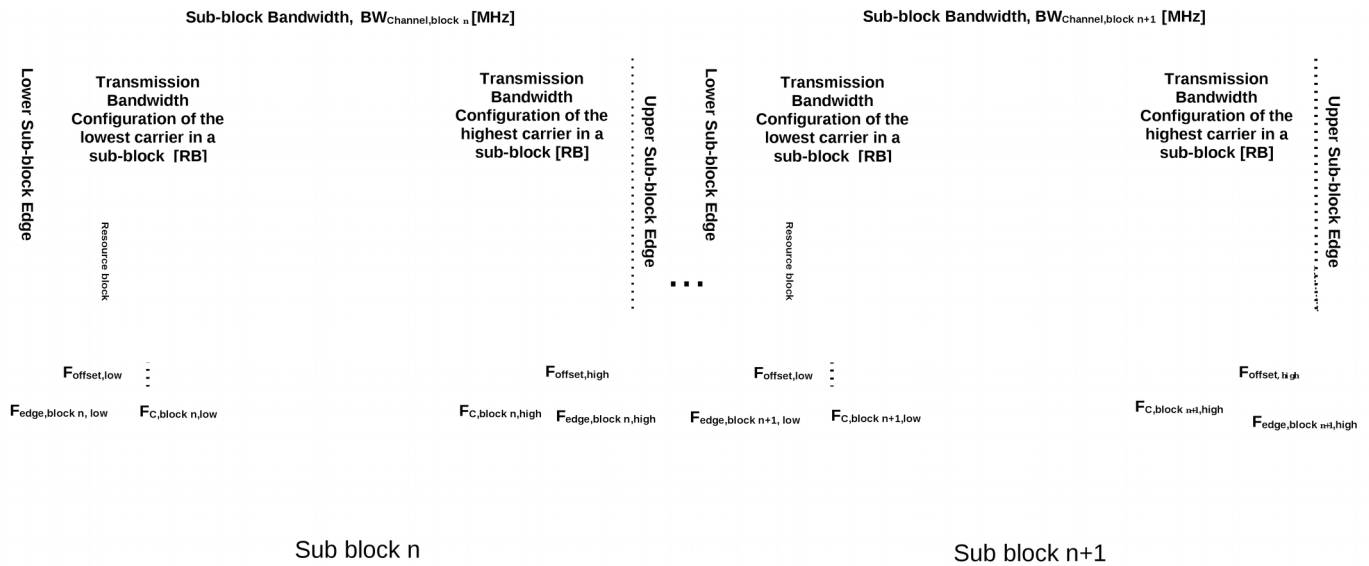 Sub-block Bandwidth, BWChannel,block n [MHz]
Lower Sub-block Edge
Transmission
Bandwidth
Configuration of the
lowest carrier in a
sub-block [RB]
Transmission
Bandwidth
Configuration of the
highest carrier in a
sub-block [RB]
Upper Sub-block Edge
Resource block
Foffset,low
Foffset,high
Fedge,block n, low
FC,block n,low
FC,block n,high
Fedge,block n,high
Sub block n
...
Sub-block Bandwidth, BWChannel,block n+1 [MHz]
Lower Sub-block Edge
Transmission
Bandwidth
Configuration of the
lowest carrier in a
sub-block [RB]
Transmission
Bandwidth
Configuration of the
highest carrier in a
sub-block [RB]
Upper Sub-block Edge
Resource block
Foffset,low
Foffset,high
Fedge,block n+1, low
FC,block n+1,low
FC,block n+1,high
Fedge,block n+1,high
Sub block n+1